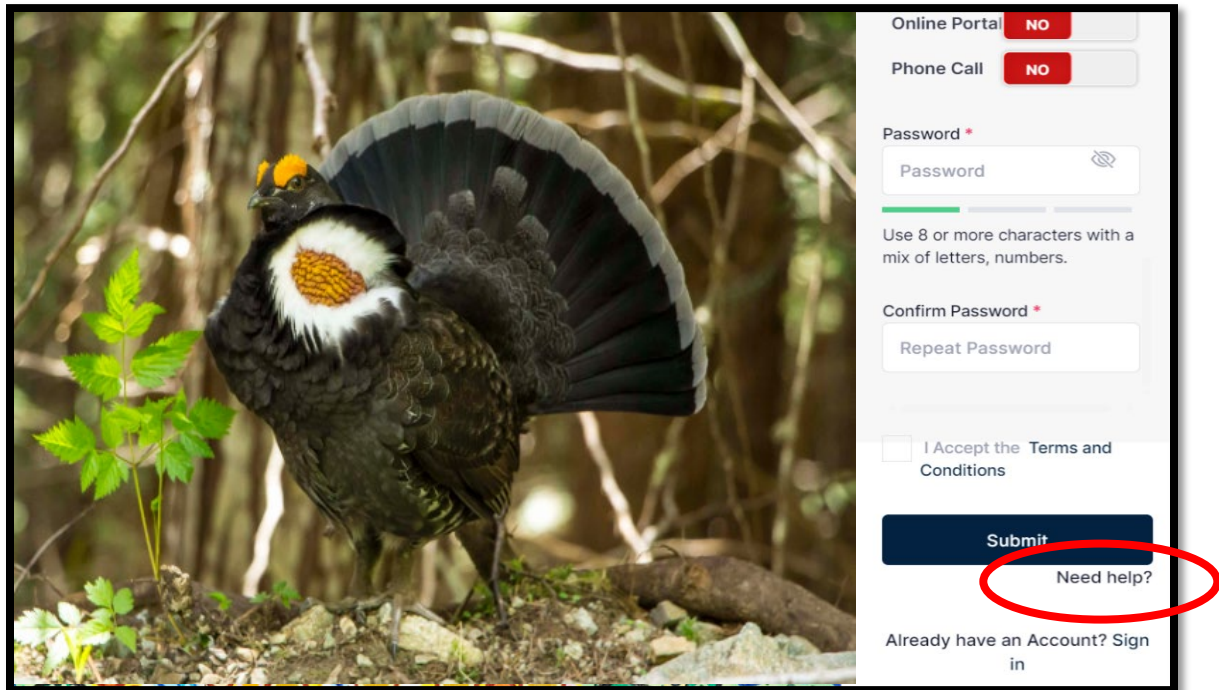 Online Portal NO
Phone Call NO
Password *
Password
Use 8 or more characters with a
mix of letters, numbers.
Confirm Password *
Repeat Password
I Accept the Terms and
Conditions
Submit
Need help?
Already have an Account? Sign
in